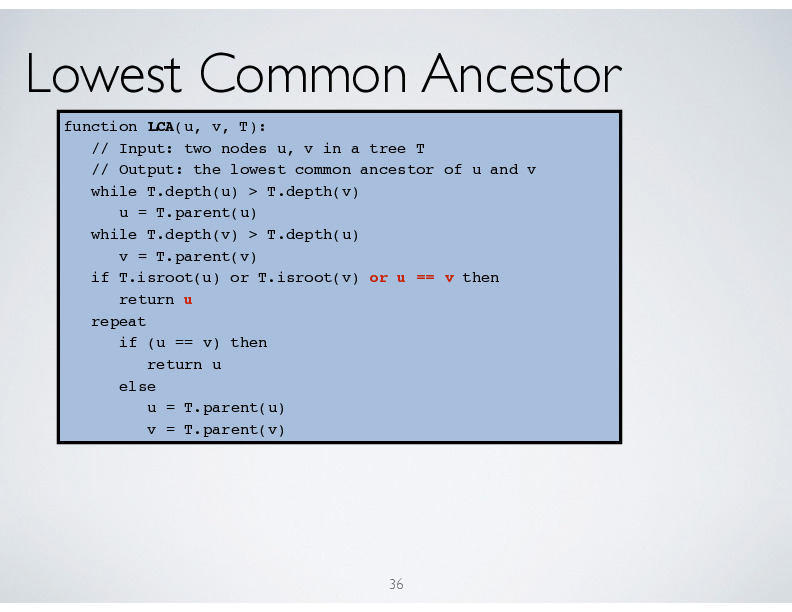 Lowest Common Ancestor
function LCA(u, v, T):
   // Input: two nodes u, v in a tree T
   // Output: the lowest common ancestor of u and v
   while T.depth(u) > T.depth(v)
      u = T.parent(u)
   while T.depth(v) > T.depth(u)
      v = T.parent(v)
   if T.isroot(u) or T.isroot(v) or u == v then
      return u
   repeat
      if (u == v) then
         return u
      else
         u = T.parent(u)
         v = T.parent(v)
36